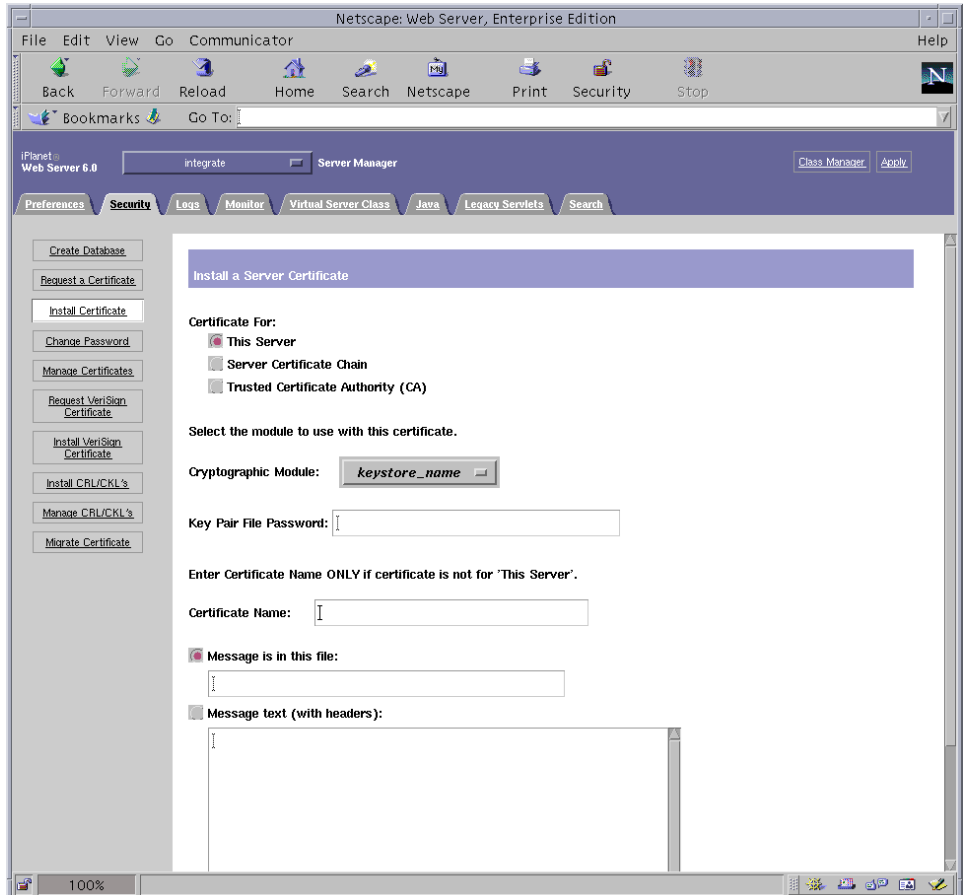 Netscape: Web Server, Enterprise Edition
File Edit View Go Communicator Help
Back Forward Reload Home Search Netscape Print Security Stop
My
N
Bookmarks Go To:
iPlanet
Web Server 6.0
integrate
Server Manager
Class Manager
Apply
Preferences Security Logs Monitor Virtual Server Class Java Legacy Servlets Search
Create Database
Request a Certificate
Install Certificate
Change Password
Manage Certificates
Request VeriSign
Certificate
Install VeriSign
Certificate
Install CRL/CKL's
Manage CRL/CKL's
Migrate Certificate
Install a Server Certificate
Certificate For:
This Server
Server Certificate Chain
Trusted Certificate Authority (CA)
Select the module to use with this certificate.
Cryptographic Module: keystore_name
Key Pair File Password:
Enter Certificate Name ONLY if certificate is not for 'This Server'.
Certificate Name:
Message is in this file:
Message text (with headers):
100%